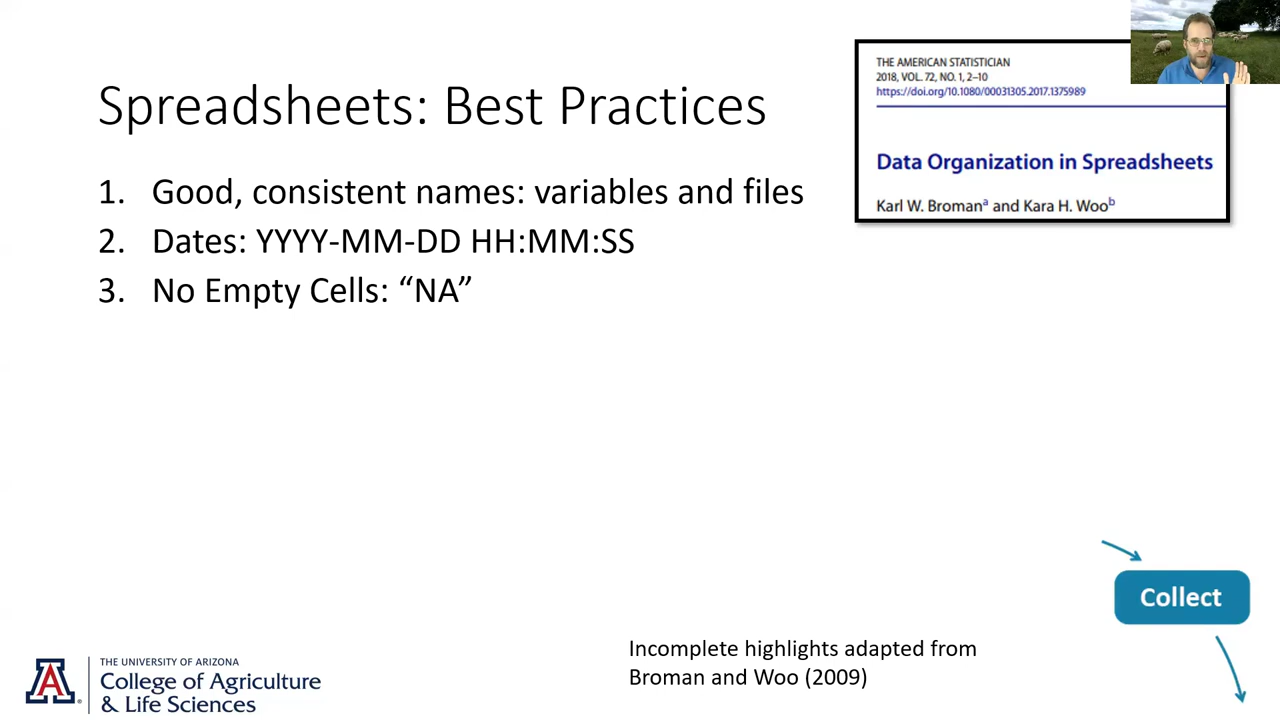 Spreadsheets: Best Practices
1. Good, consistent names: variables and files
2. Dates: YYYY-MM-DD HH:MM:SS
3. No Empty Cells: “NA”
THE AMERICAN STATISTICIAN
2018, VOL. 72, NO. 1, 2–10
https://doi.org/10.1080/00031305.2017.1375989
Data Organization in Spreadsheets
Karl W. Bromanᵃ and Kara H. Wooᵇ
Collect
Incomplete highlights adapted from
Broman and Woo (2009)
A
THE UNIVERSITY OF ARIZONA
College of Agriculture
& Life Sciences